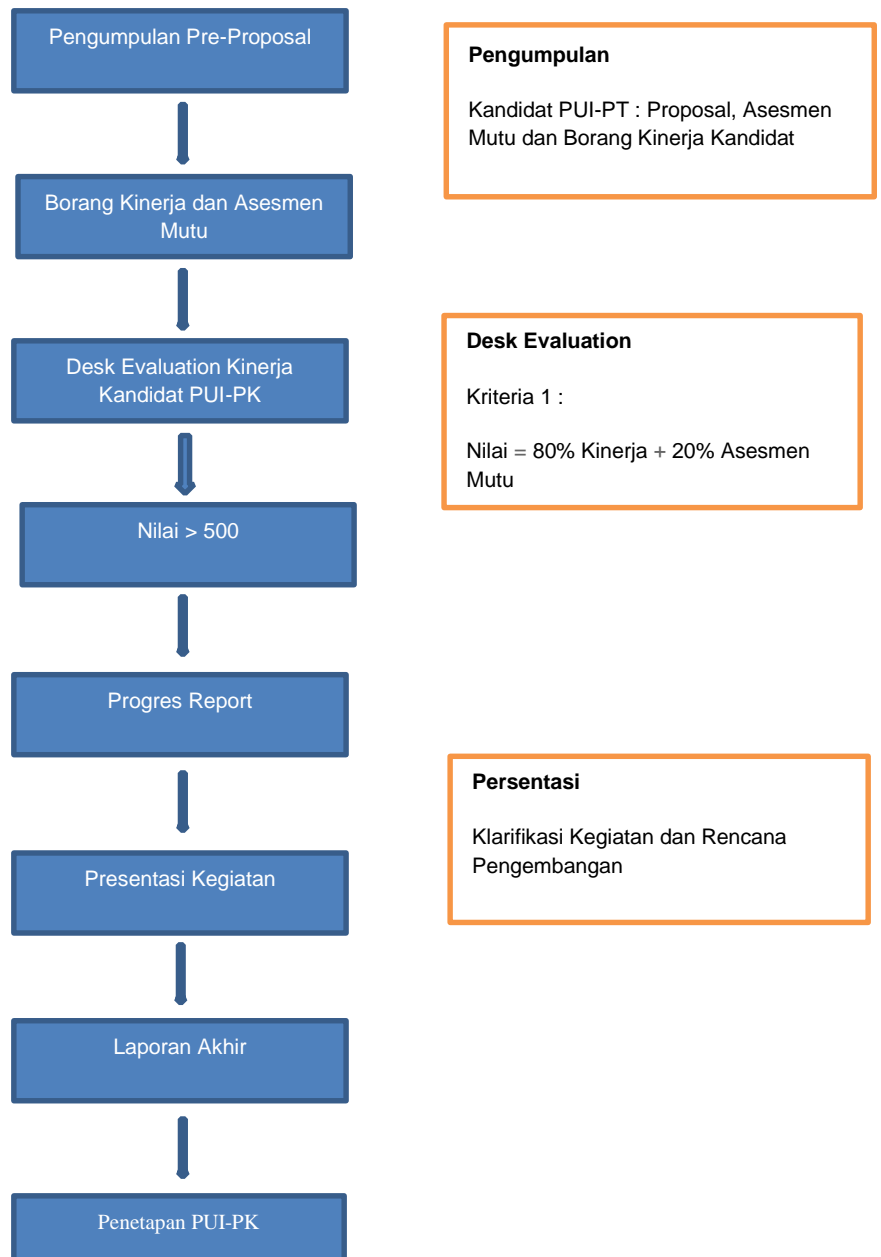 Pengumpulan Pre-Proposal
Pengumpulan
Kandidat PUI-PT : Proposal, Asesmen
Mutu dan Borang Kinerja Kandidat
Borang Kinerja dan Asesmen
Mutu
Desk Evaluation Kinerja
Kandidat PUI-PK
Desk Evaluation
Kriteria 1 :
Nilai = 80% Kinerja + 20% Asesmen
Mutu
Nilai > 500
Progres Report
Persentasi
Klarifikasi Kegiatan dan Rencana
Pengembangan
Presentasi Kegiatan
Laporan Akhir
Penetapan PUI-PK